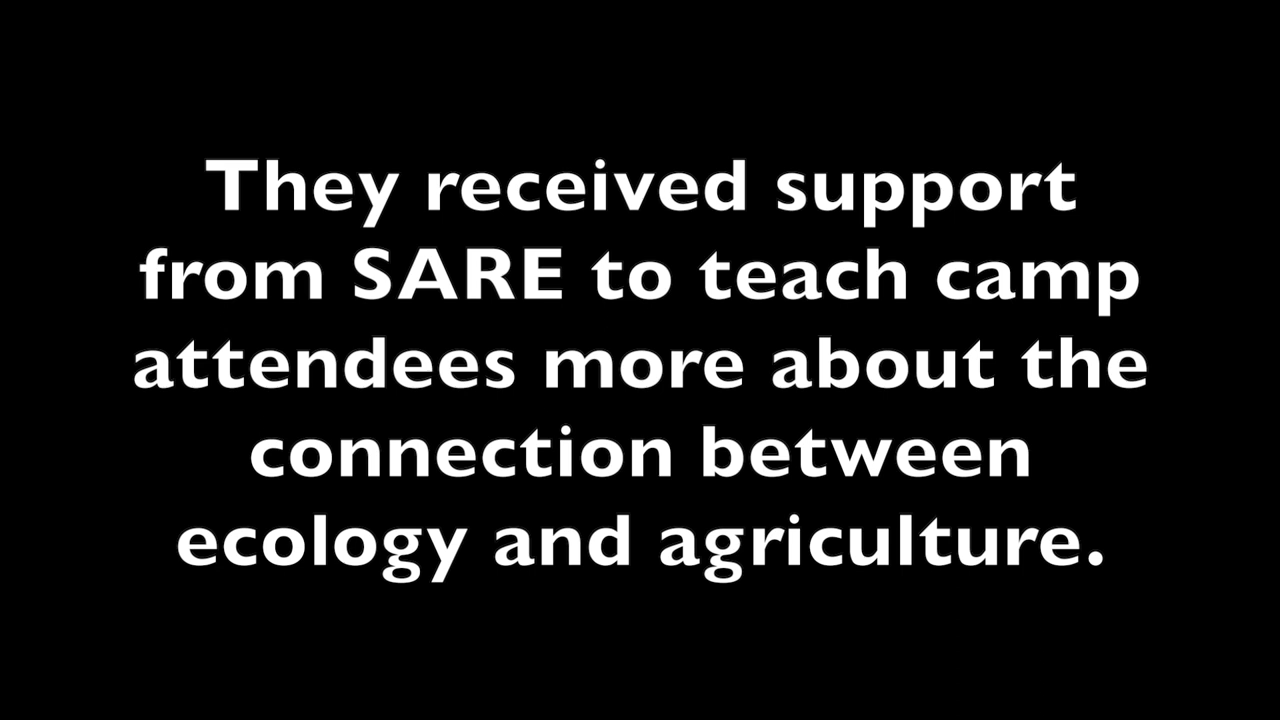 They received support
from SARE to teach camp
attendees more about the
connection between
ecology and agriculture.